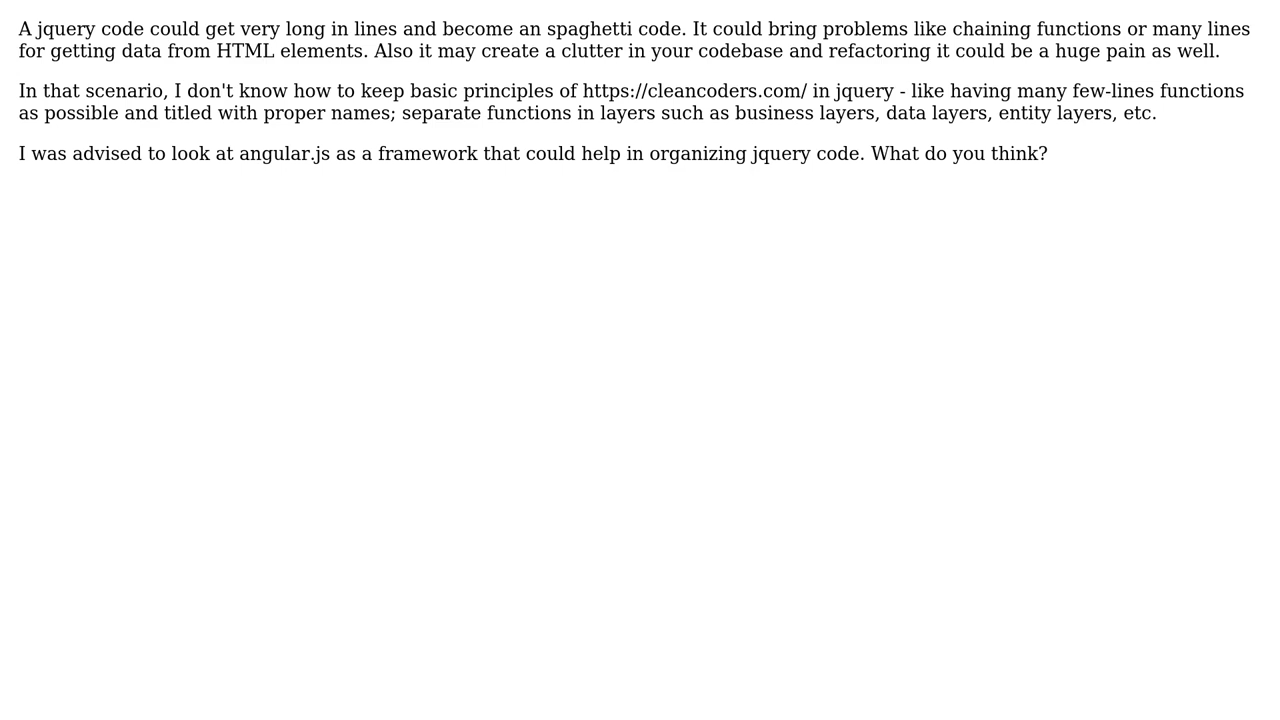 A jquery code could get very long in lines and become an spaghetti code. It could bring problems like chaining functions or many lines
for getting data from HTML elements. Also it may create a clutter in your codebase and refactoring it could be a huge pain as well.
In that scenario, I don't know how to keep basic principles of https://cleancoders.com/ in jquery - like having many few-lines functions
as possible and titled with proper names; separate functions in layers such as business layers, data layers, entity layers, etc.
I was advised to look at angular.js as a framework that could help in organizing jquery code. What do you think?